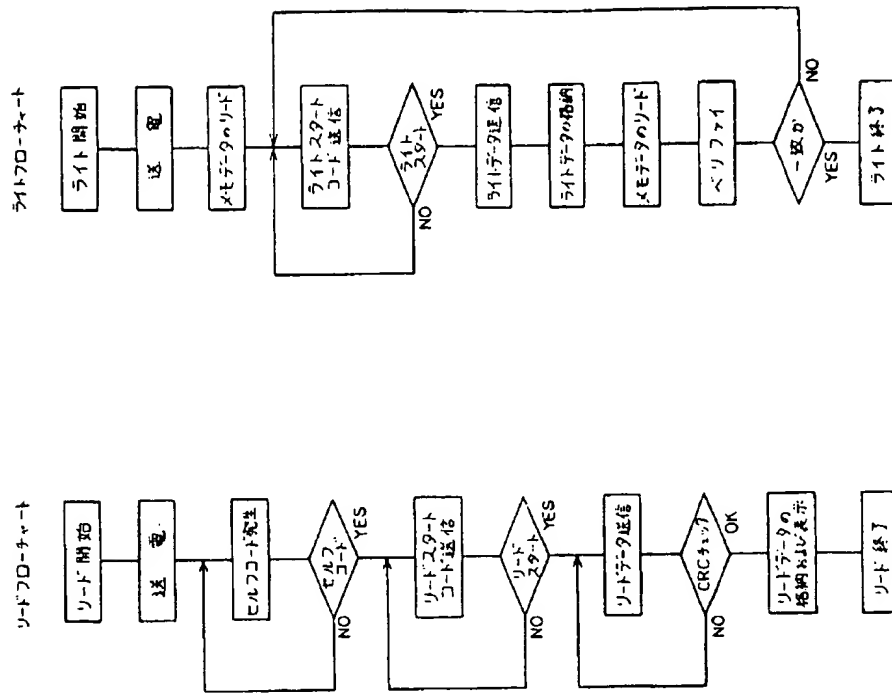 ライトフローチャート
ライト開始
送電
メモデータのリード
ライトスタート
コード送信
ライト
スタート
YES
NO
ライトデータ送信
ライトデータの格納
メモデータのリード
ベリファイ
一致か
NO
YES
ライト終了
リードフローチャート
リード開始
送電
セルフコード発生
セルフ
コード
YES
NO
リードスタート
コード送信
リード
スタート
YES
NO
リードデータ送信
CRCチェック
OK
NO
リードデータの
格納および表示
リード終了